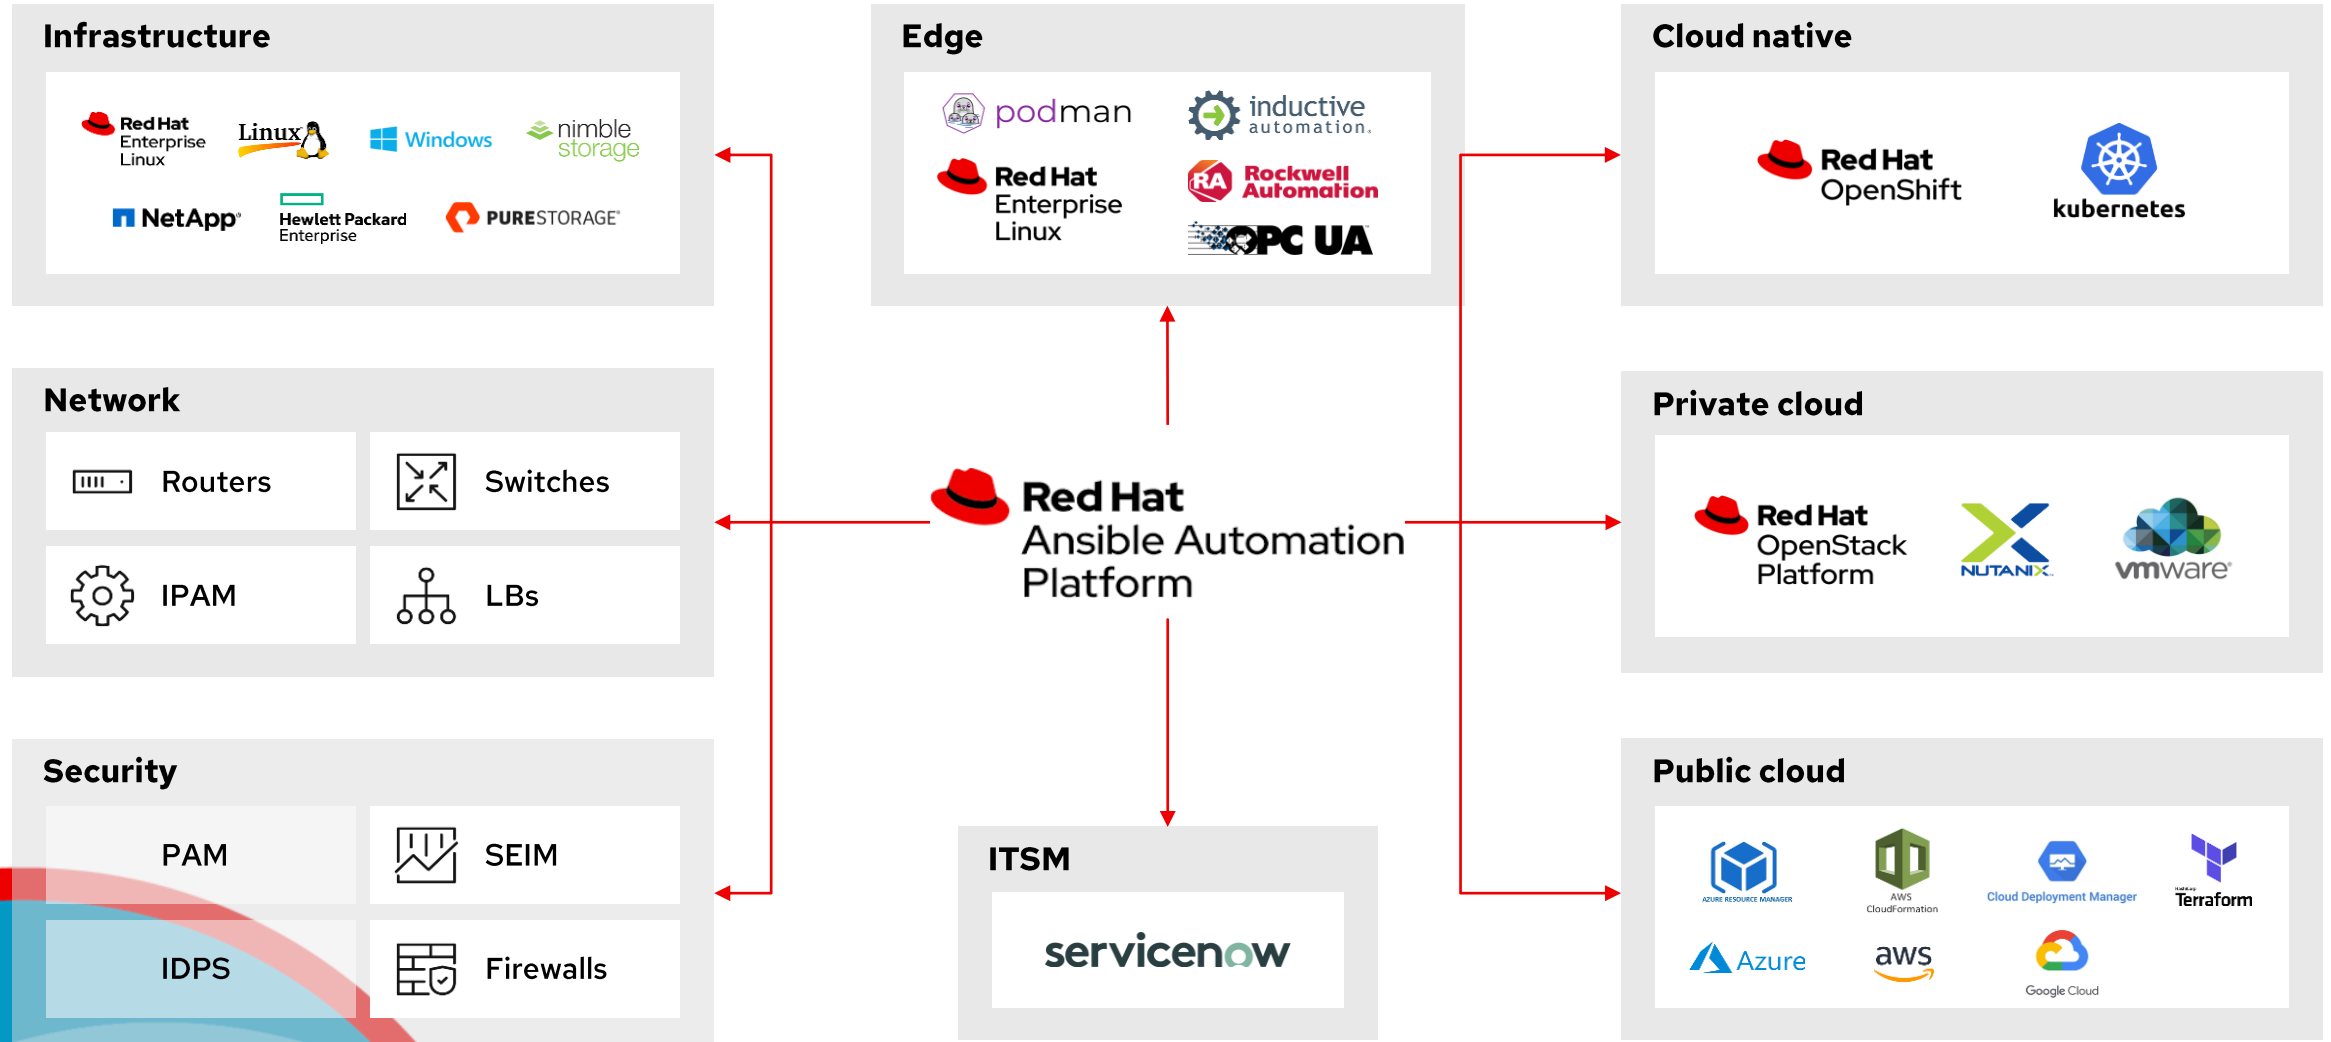 Infrastructure
Red Hat
Enterprise
Linux
Linux
Windows
nimble
storage
NetApp
Hewlett Packard
Enterprise
PURESTORAGE
Network
Routers
Switches
IPAM
LBs
Security
PAM
SEIM
IDPS
Firewalls
Edge
podman
inductive
automation
Red Hat
Enterprise
Linux
RA
Rockwell
Automation
OPC UA
Red Hat
Ansible Automation
Platform
ITSM
servicenow
Cloud native
Red Hat
OpenShift
kubernetes
Private cloud
Red Hat
OpenStack
Platform
NUTANIX
vmware
Public cloud
AZURE RESOURCE MANAGER
AWS
CloudFormation
Cloud Deployment Manager
HashiCorp
Terraform
Azure
aws
Google Cloud